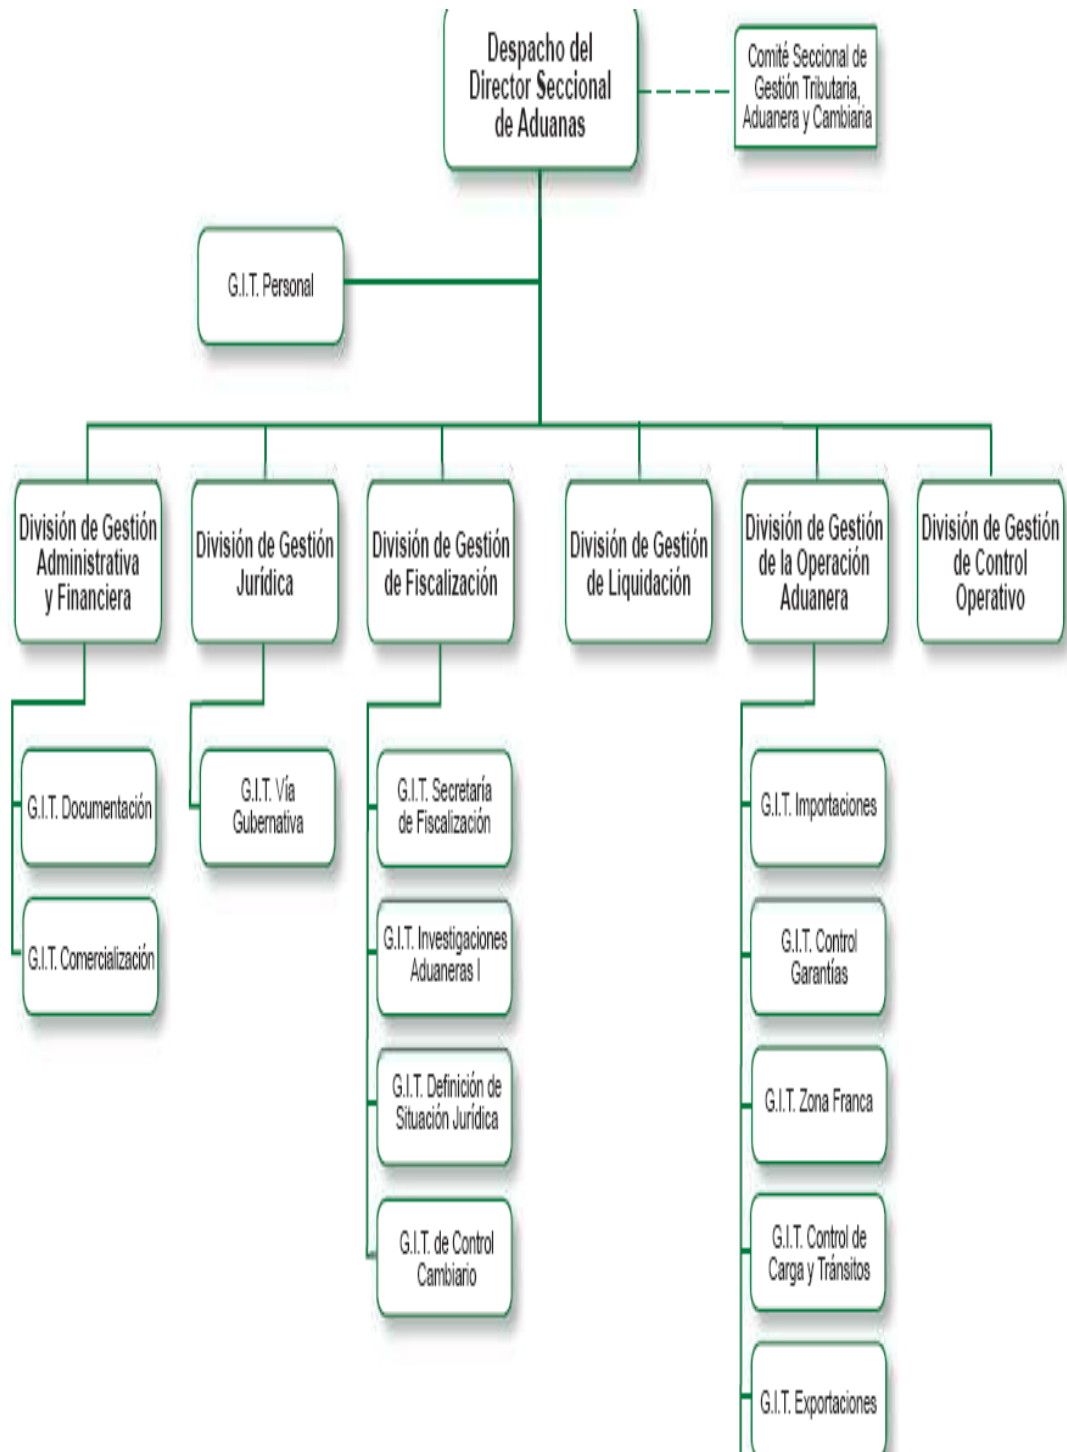 Despacho del
Director Seccional
de Aduanas
Comité Seccional de
Gestión Tributaria,
Aduanera y Cambiaria
G.I.T. Personal
División de Gestión
Administrativa
y Financiera
División de Gestión
Jurídica
División de Gestión
de Fiscalización
División de Gestión
de Liquidación
División de Gestión
de la Operación
Aduanera
División de Gestión
de Control
Operativo
G.I.T. Documentación
G.I.T. Comercialización
G.I.T. Vía
Gubernativa
G.I.T. Secretaría
de Fiscalización
G.I.T. Investigaciones
Aduaneras I
G.I.T. Definición de
Situación Jurídica
G.I.T. de Control
Cambiario
G.I.T. Importaciones
G.I.T. Control
Garantías
G.I.T. Zona Franca
G.I.T. Control de
Carga y Tránsitos
G.I.T. Exportaciones